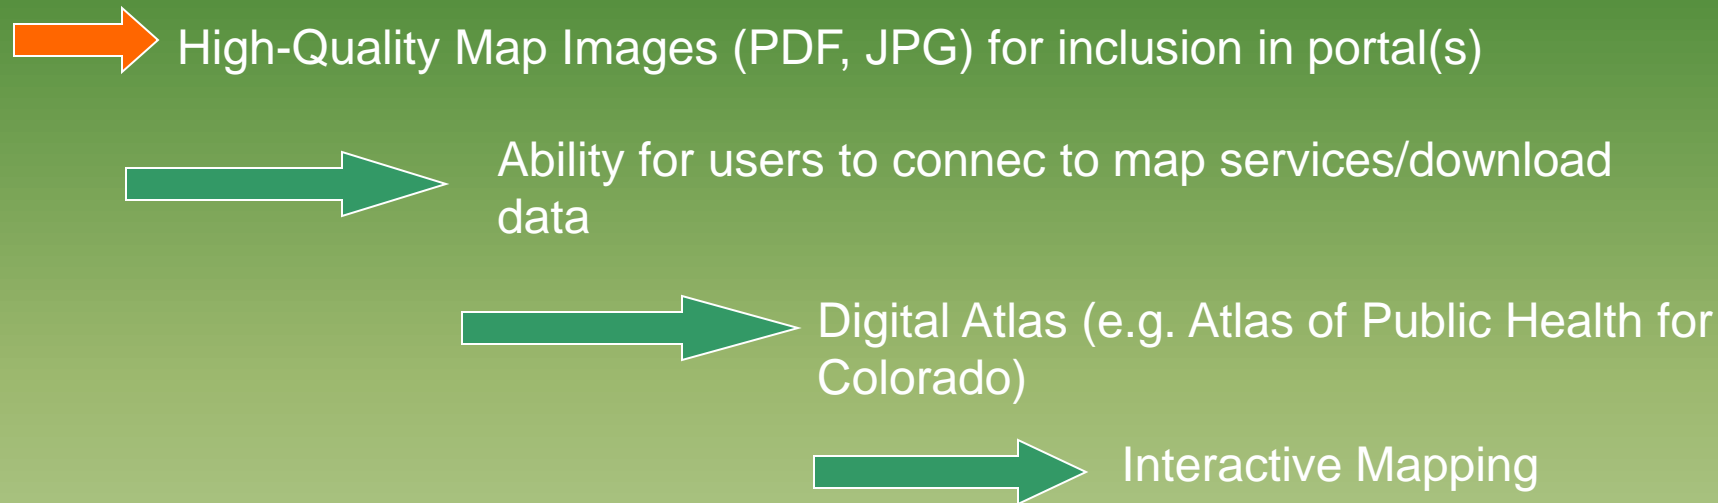 High-Quality Map Images (PDF, JPG) for inclusion in portal(s)
Ability for users to connec to map services/download
data
Digital Atlas (e.g. Atlas of Public Health for
Colorado)
Interactive Mapping